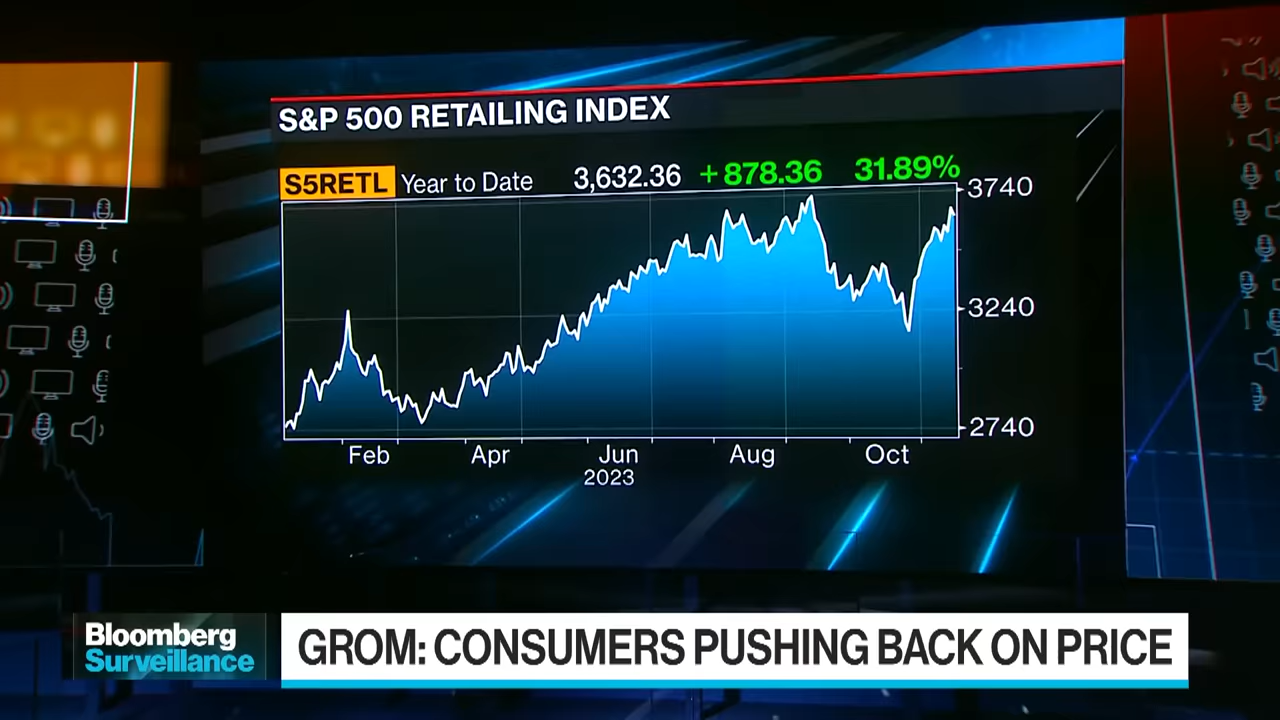 S&P 500 RETAILING INDEX
S5RETL Year to Date 3,632.36 +878.36 31.89%
3740
3240
2740
Feb Apr Jun Aug Oct
2023
Bloomberg
Surveillance
GROM: CONSUMERS PUSHING BACK ON PRICE